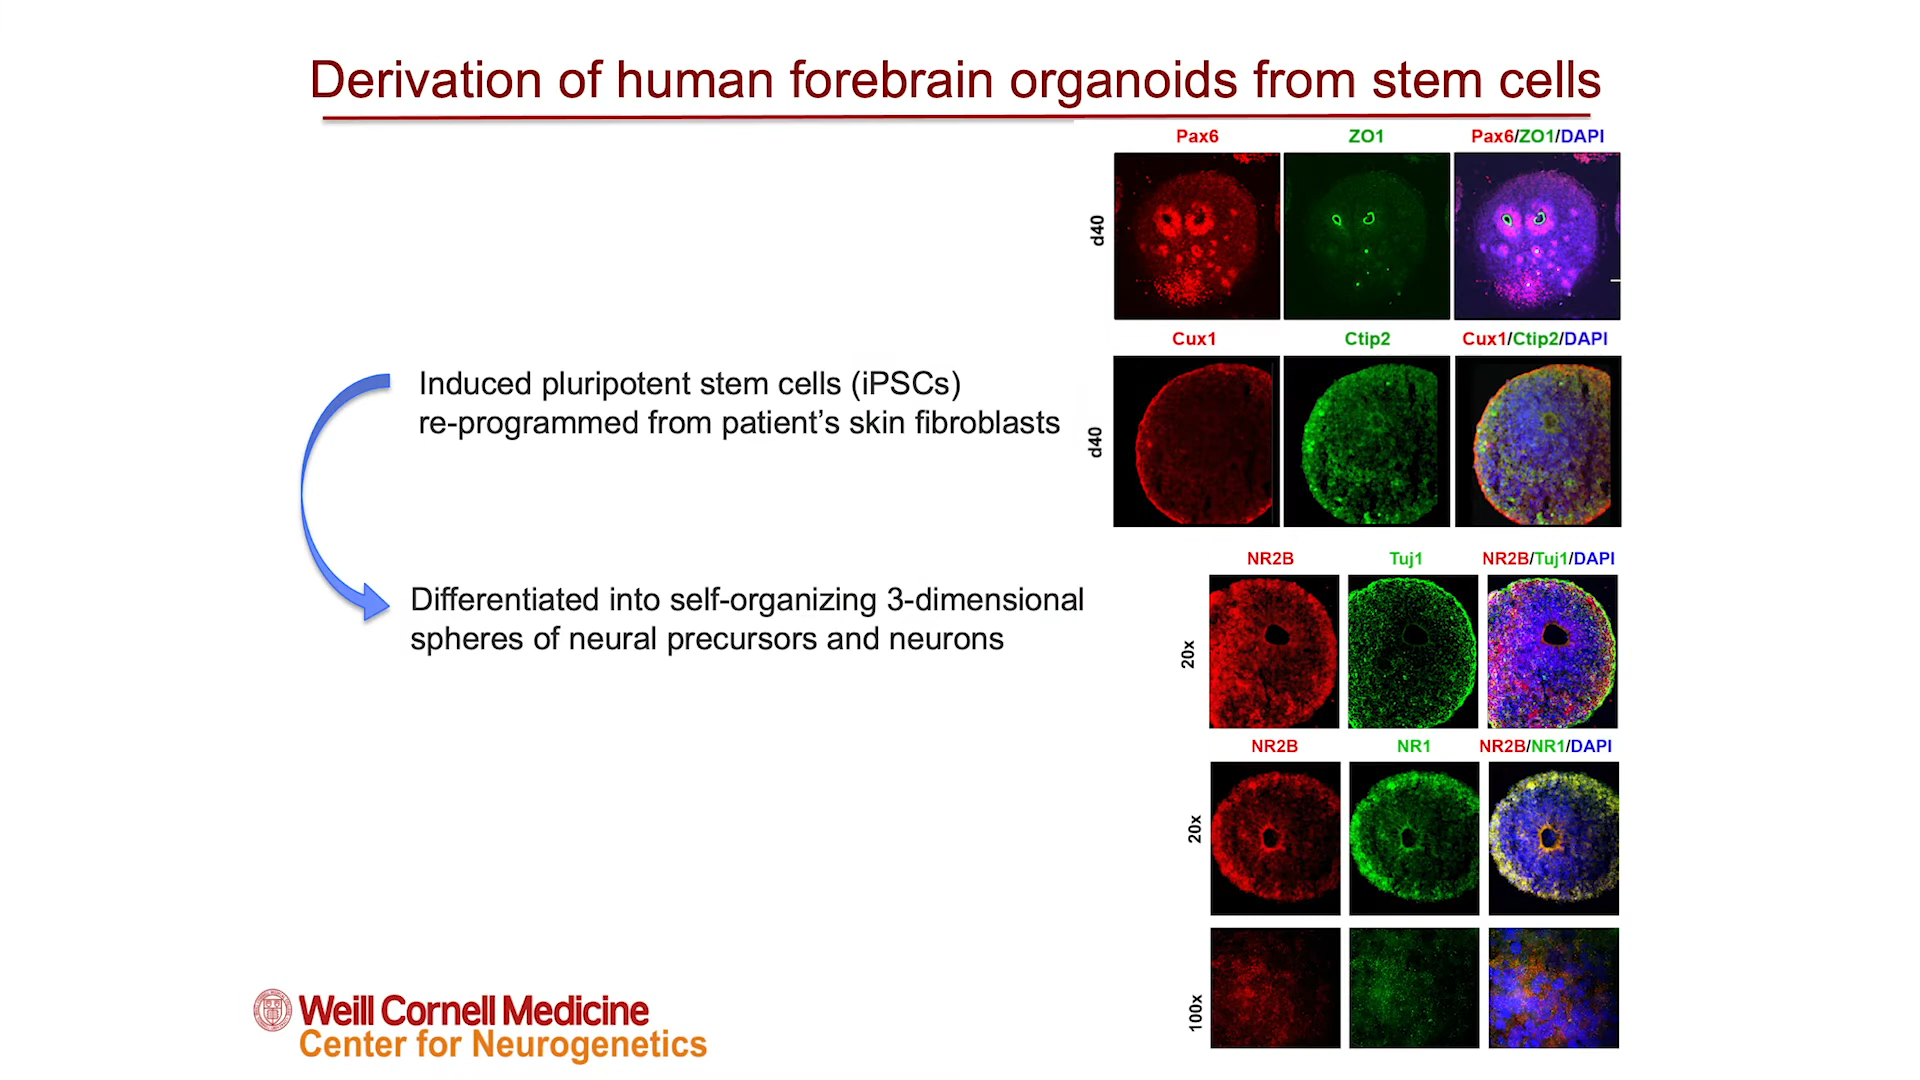 Derivation of human forebrain organoids from stem cells
Pax6 ZO1 Pax6/ZO1/DAPI
d40
Cux1 Ctip2 Cux1/Ctip2/DAPI
d40
Induced pluripotent stem cells (iPSCs)
re-programmed from patient’s skin fibroblasts
Differentiated into self-organizing 3-dimensional
spheres of neural precursors and neurons
NR2B Tuj1 NR2B/Tuj1/DAPI
20x
NR2B NR1 NR2B/NR1/DAPI
20x
100x
Weill Cornell Medicine
Center for Neurogenetics